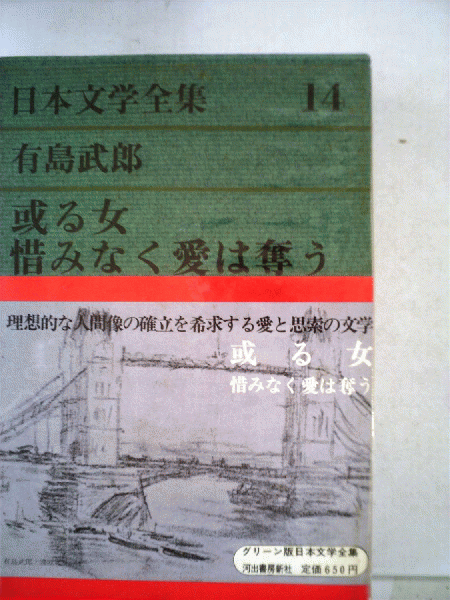 日本文学全集 14
有島武郎
或る女
惜みなく愛は奪う
理想的な人間像の確立を希求する愛と思索の文学
或る女
惜みなく愛は奪う
グリーン版日本文学全集
河出書房新社 定価650円
有島武郎